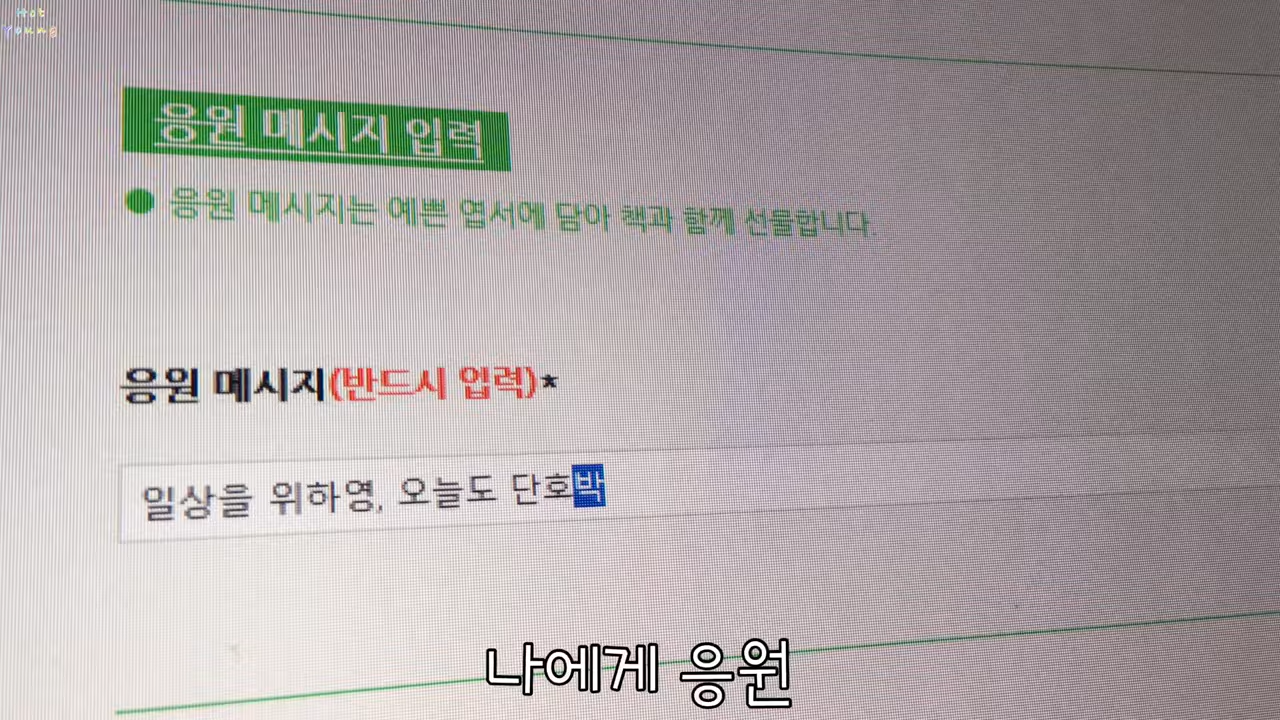 Hot
Young
응원 메시지 입력
● 응원 메시지는 예쁜 엽서에 담아 책과 함께 선물합니다.
응원 메시지(반드시 입력)*
일상을 위하영, 오늘도 단호박
나에게 응원